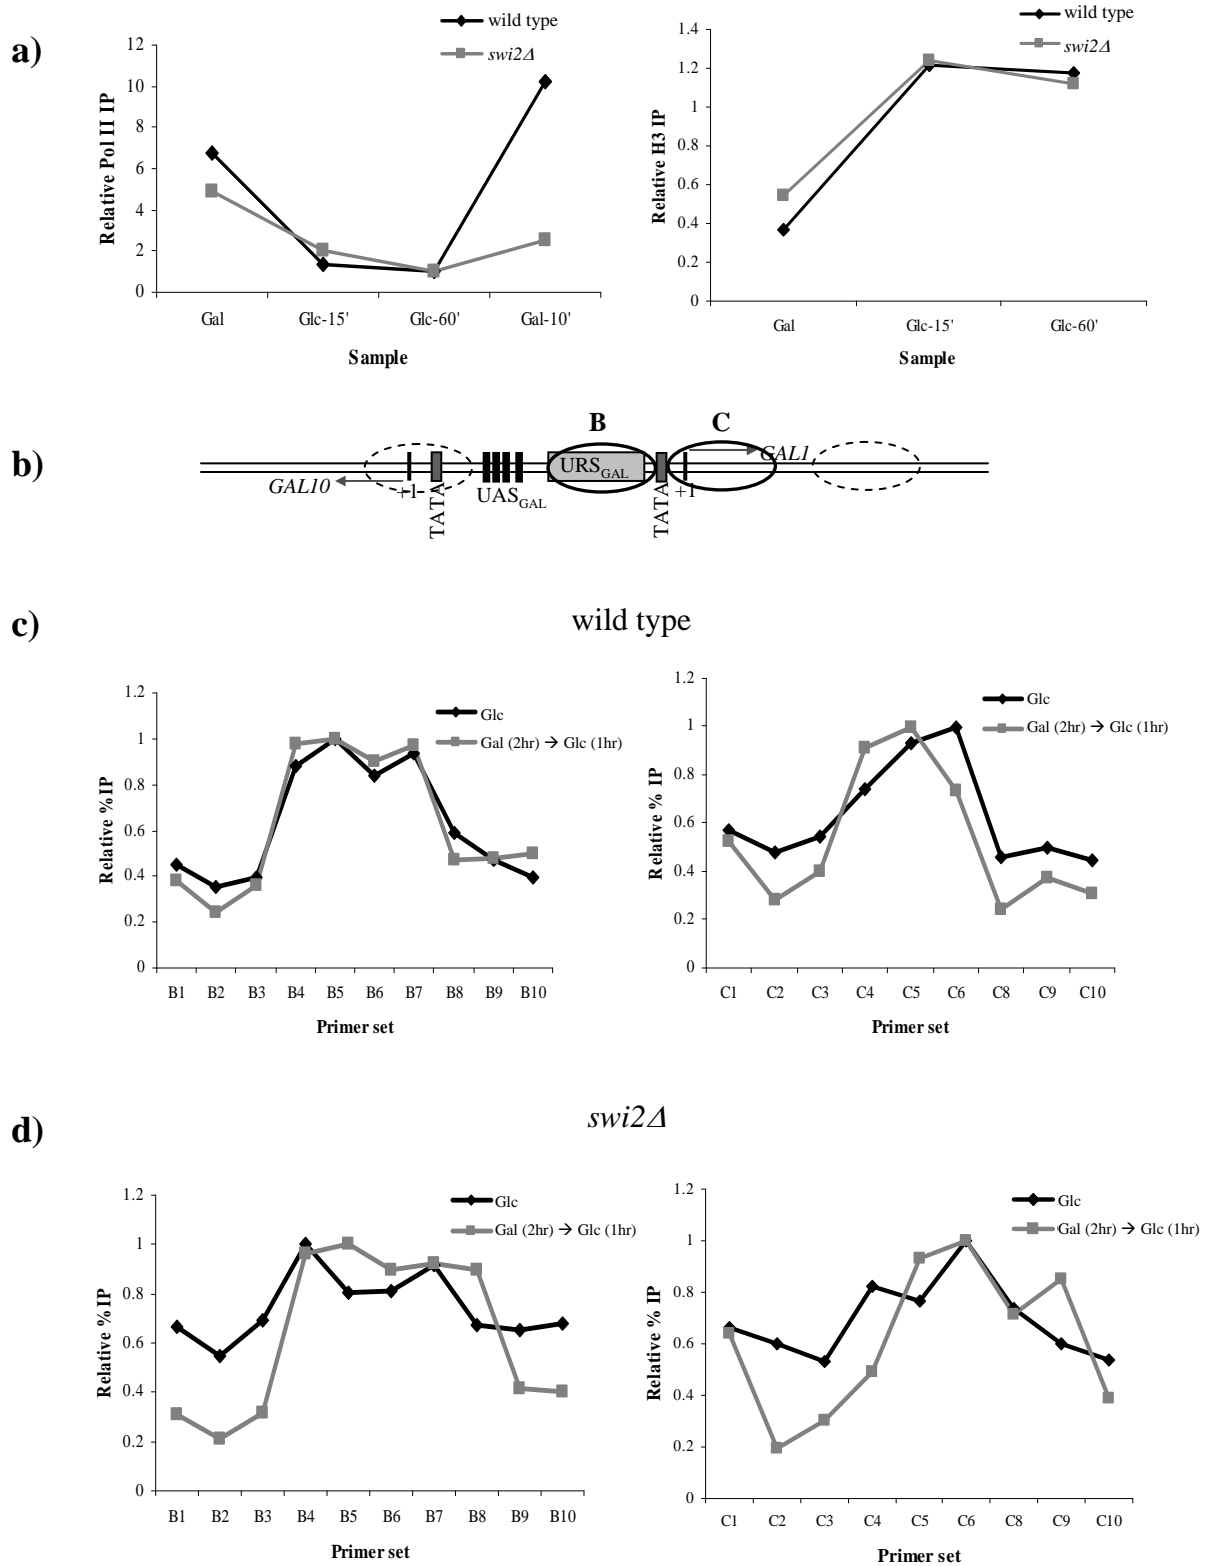 a)
wild type
swi2Δ
12
10
8
6
4
2
0
Relative Pol II IP
Gal
Glc-15'
Glc-60'
Gal-10'
Sample
wild type
swi2Δ
1.4
1.2
1
0.8
0.6
0.4
0.2
0
Relative H3 IP
Gal
Glc-15'
Glc-60'
Sample
b)
B
C
GAL10
+1
TATA
UAS_GAL
URS_GAL
TATA
+1
GAL1
c)
wild type
1.2
1
0.8
0.6
0.4
0.2
0
Relative %IP
Glc
Gal (2hr) → Glc (1hr)
B1 B2 B3 B4 B5 B6 B7 B8 B9 B10
Primer set
1.2
1
0.8
0.6
0.4
0.2
0
Relative % IP
Glc
Gal (2hr) → Glc (1hr)
C1 C2 C3 C4 C5 C6 C8 C9 C10
Primer set
d)
swi2Δ
1.2
1
0.8
0.6
0.4
0.2
0
Relative %IP
Glc
Gal (2hr) → Glc (1hr)
B1 B2 B3 B4 B5 B6 B7 B8 B9 B10
Primer set
1.2
1
0.8
0.6
0.4
0.2
0
Relative % IP
Glc
Gal (2hr) → Glc (1hr)
C1 C2 C3 C4 C5 C6 C8 C9 C10
Primer set